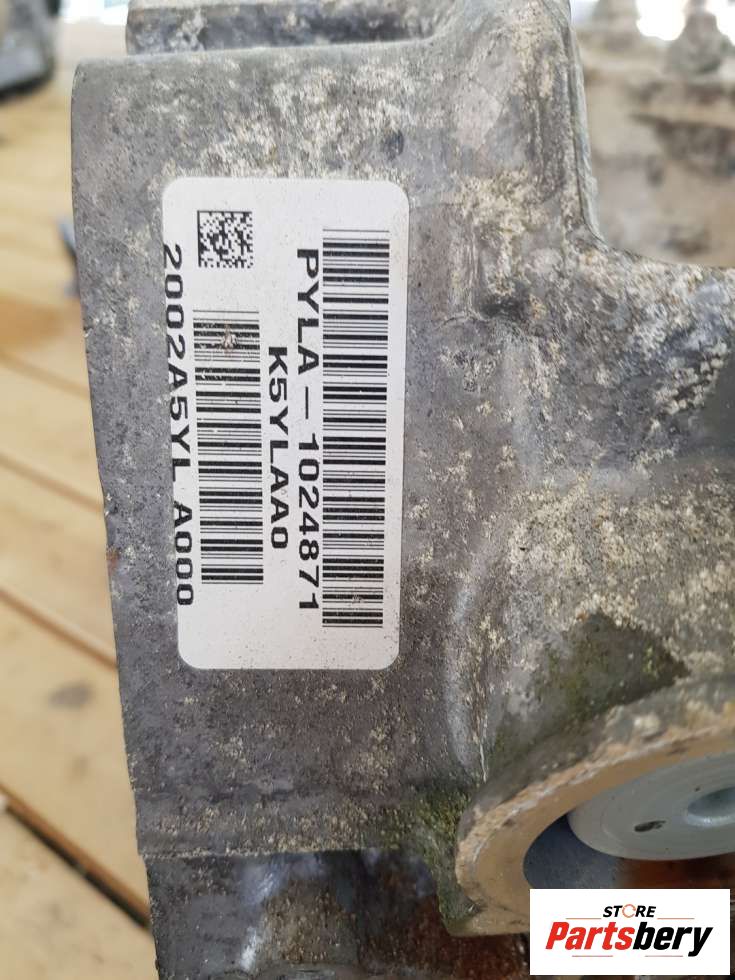 PYLA-1024871
K5YLAA0
2002A5YL A000
STORE
Partsbery